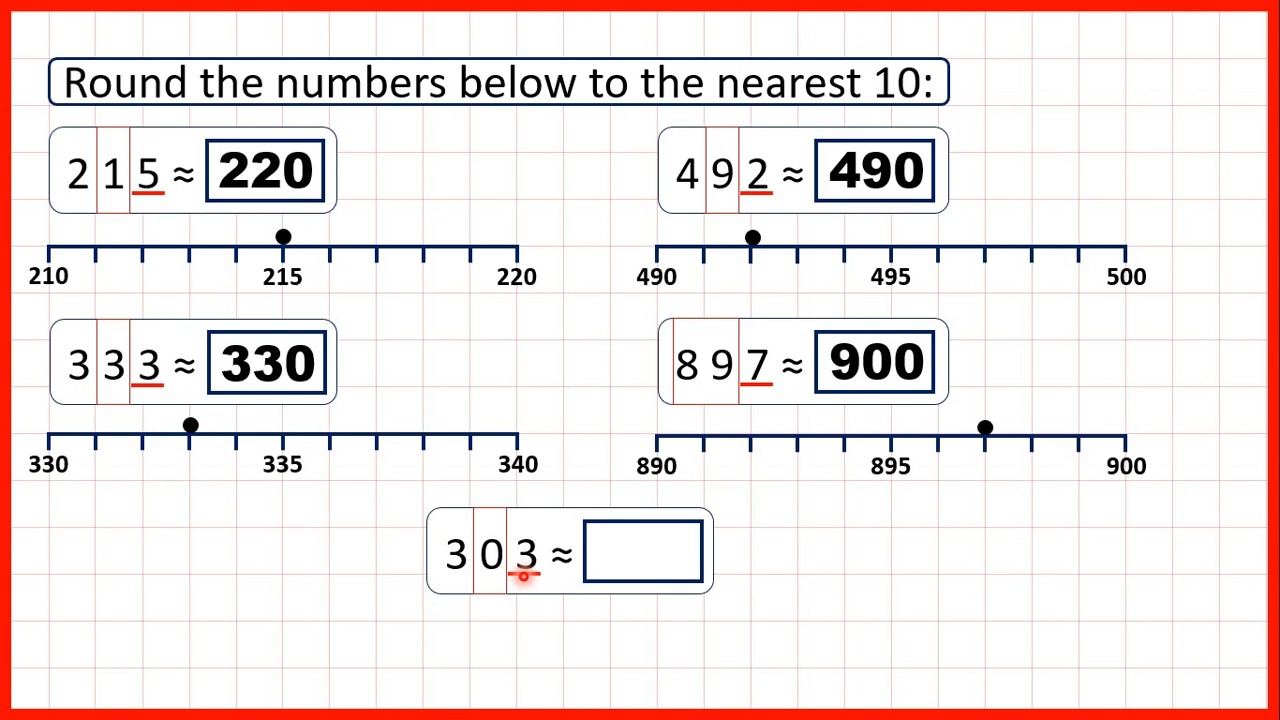 Round the numbers below to the nearest 10:
2 1 5 ≈ 220
4 9 2 ≈ 490
210 215 220
490 495 500
3 3 3 ≈ 330
8 9 7 ≈ 900
330 335 340
890 895 900
3 0 3 ≈